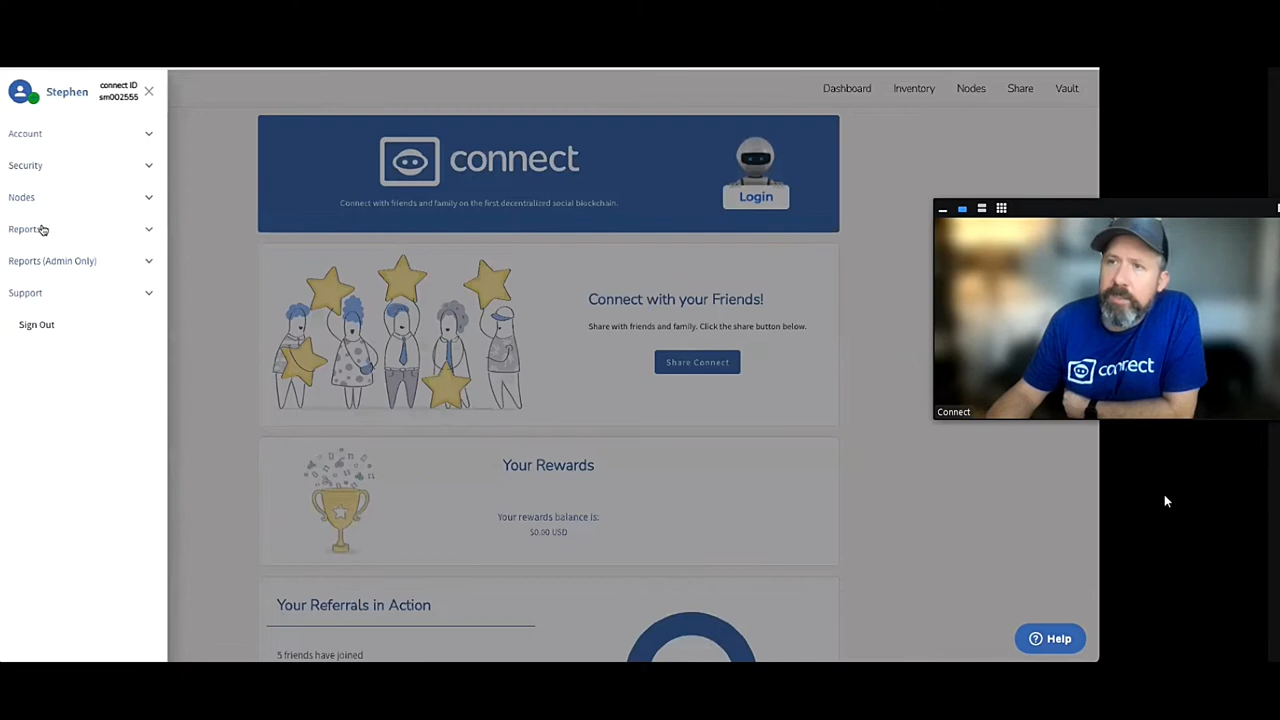 Stephen
connect ID
sm002555
Account
Security
Nodes
Reports
Reports (Admin Only)
Support
Sign Out
Dashboard
Inventory
Nodes
Share
Vault
connect
Connect with friends and family on the first decentralized social blockchain.
Login
Connect with your Friends!
Share with friends and family. Click the share button below.
Share Connect
Your Rewards
Your rewards balance is:
$0.00 USD
Your Referrals in Action
5 friends have joined
Help
connect
Connect